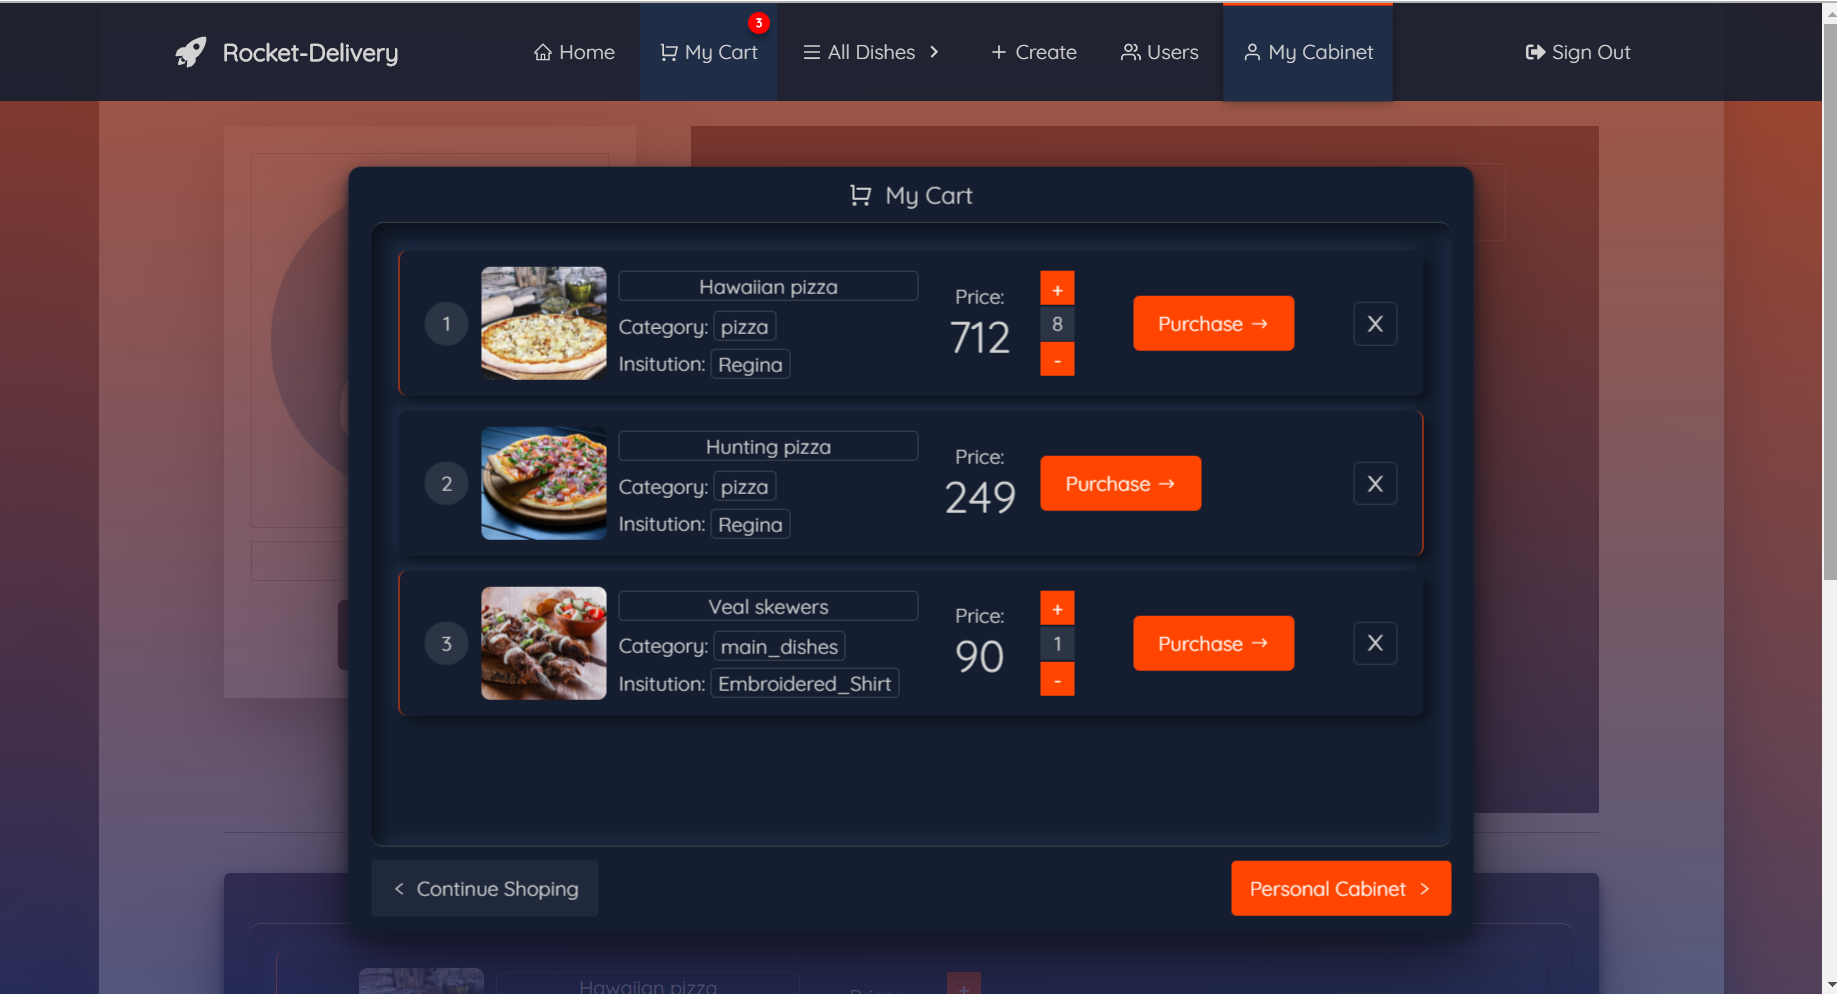 Rocket-Delivery
Home
My Cart
3
All Dishes
+ Create
Users
My Cabinet
Sign Out
My Cart
1
Hawaiian pizza
Category: pizza
Insitution: Regina
Price:
712
+
8
-
Purchase →
X
2
Hunting pizza
Category: pizza
Insitution: Regina
Price:
249
Purchase →
X
3
Veal skewers
Category: main_dishes
Insitution: Embroidered_Shirt
Price:
90
+
1
-
Purchase →
X
< Continue Shoping
Personal Cabinet >
Hawaiian pizza
Price:
+